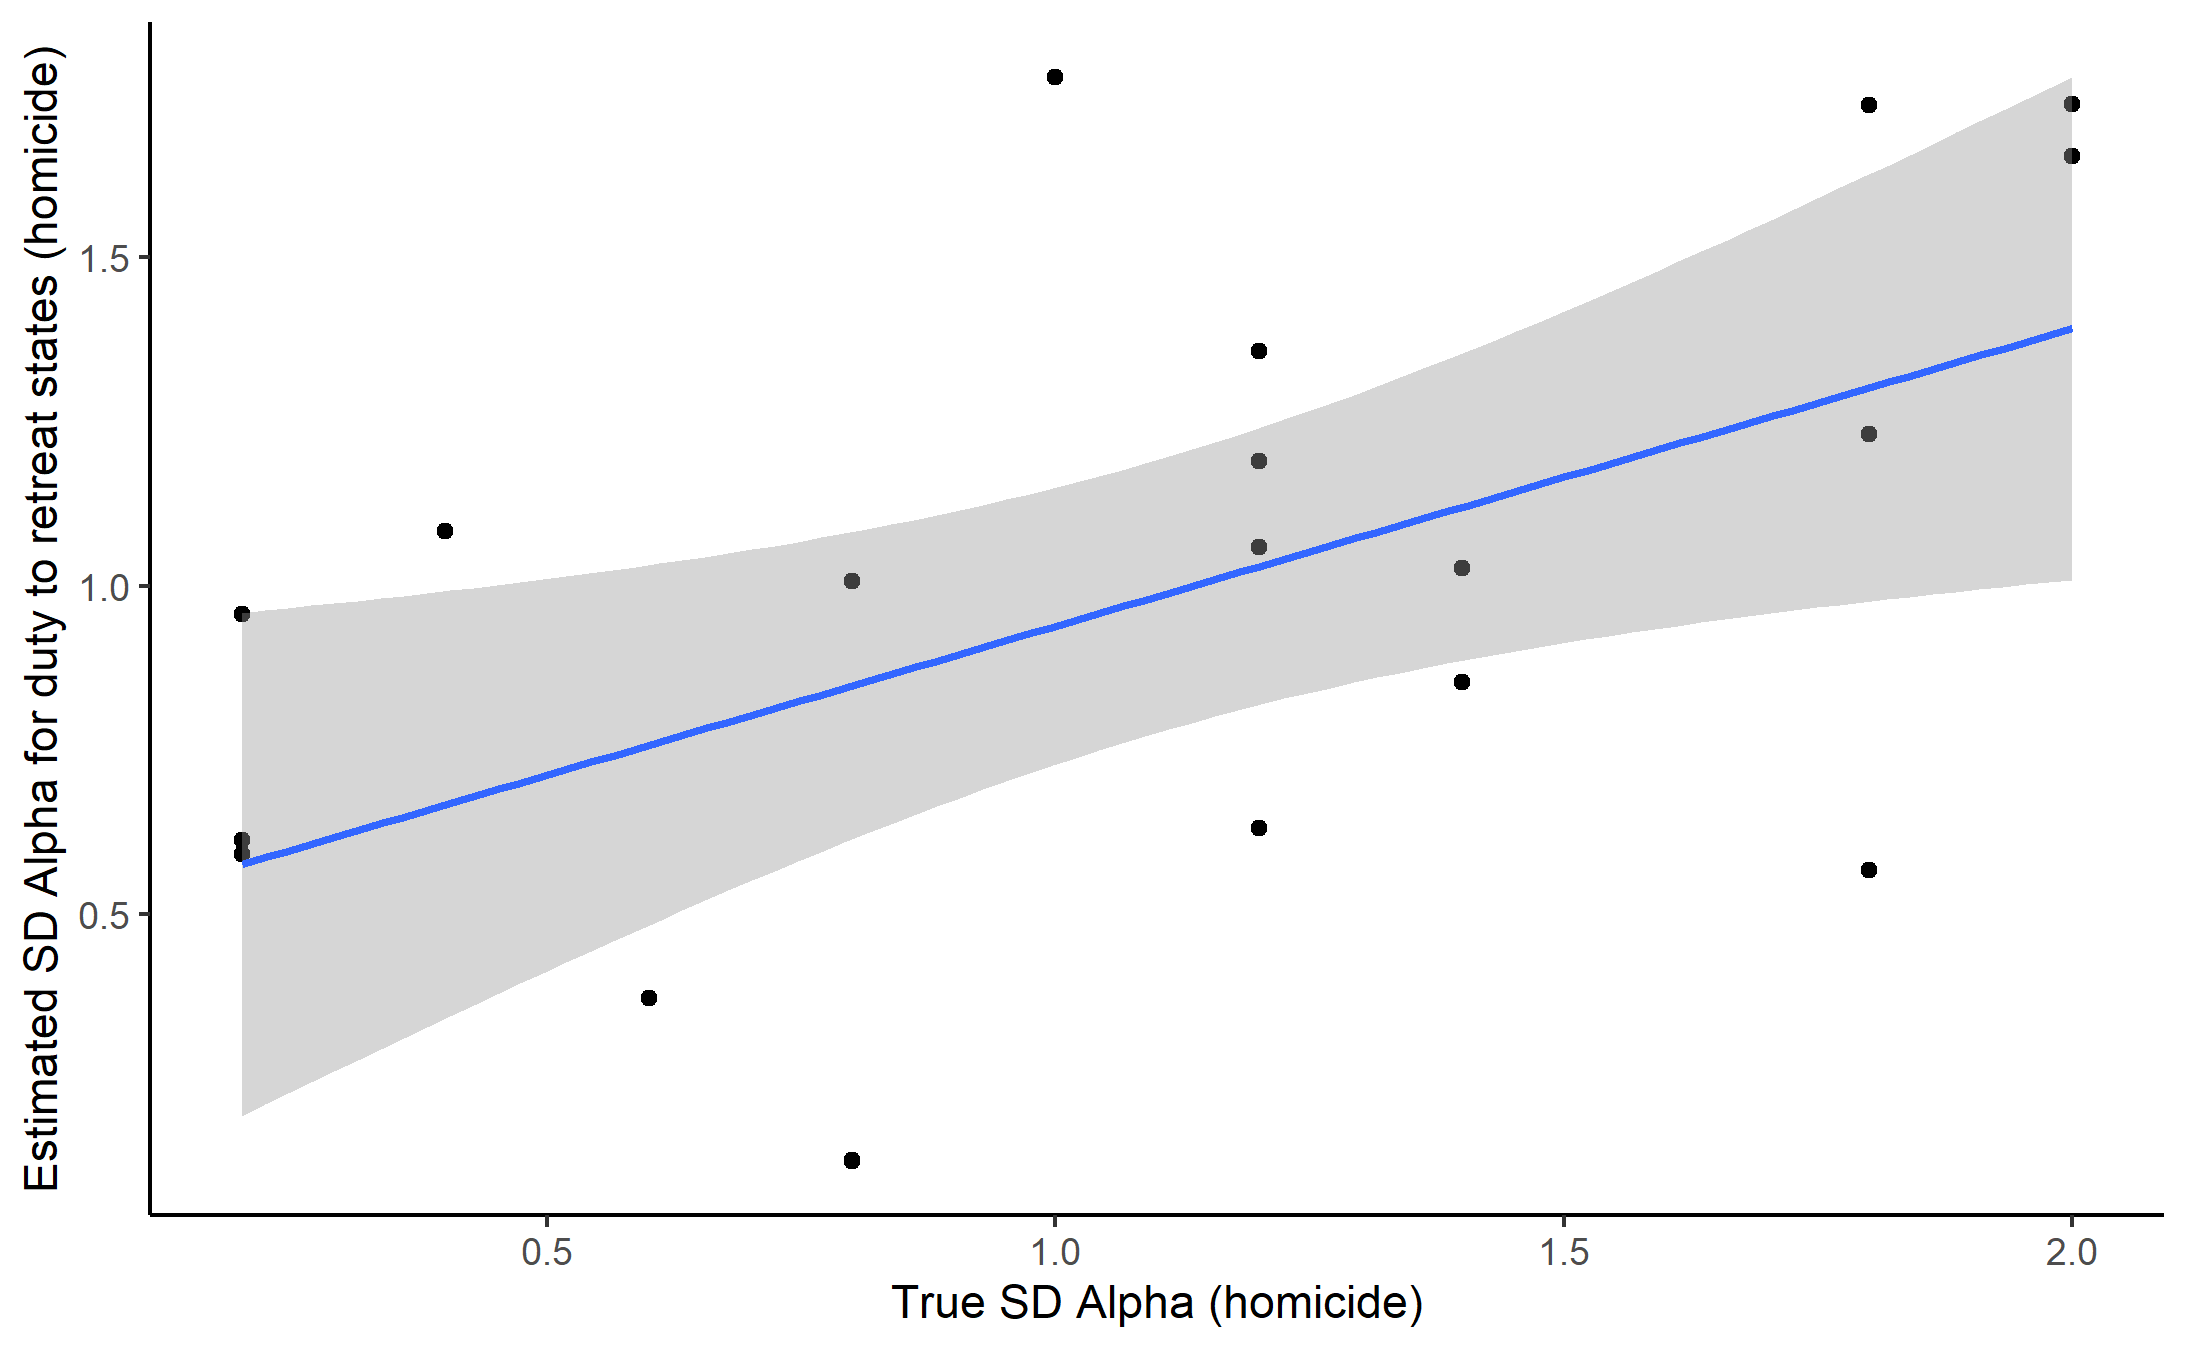 Estimated SD Alpha for duty to retreat states (homicide)
1.5
1.0
0.5
0.5 1.0 1.5 2.0
True SD Alpha (homicide)